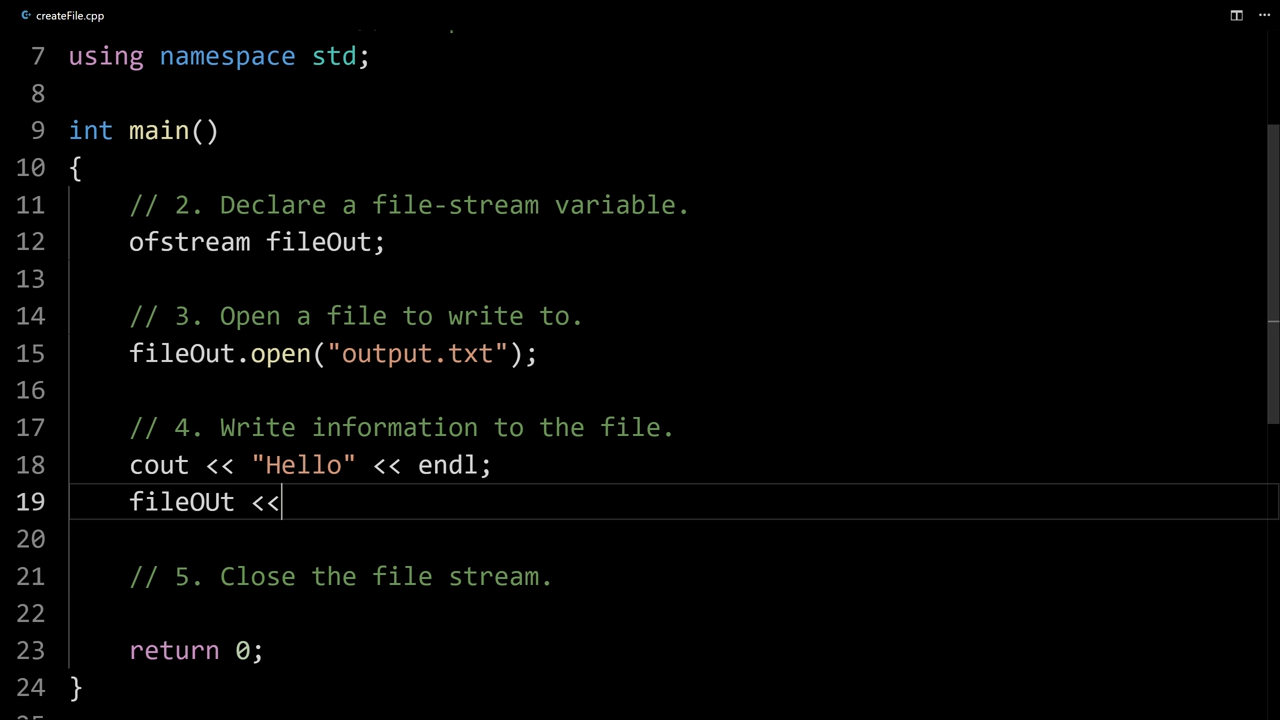 createFile.cpp
7 using namespace std;
8
9 int main()
10 {
11 // 2. Declare a file-stream variable.
12 ofstream fileOut;
13
14 // 3. Open a file to write to.
15 fileOut.open("output.txt");
16
17 // 4. Write information to the file.
18 cout << "Hello" << endl;
19 fileOUt <<
20
21 // 5. Close the file stream.
22
23 return 0;
24 }